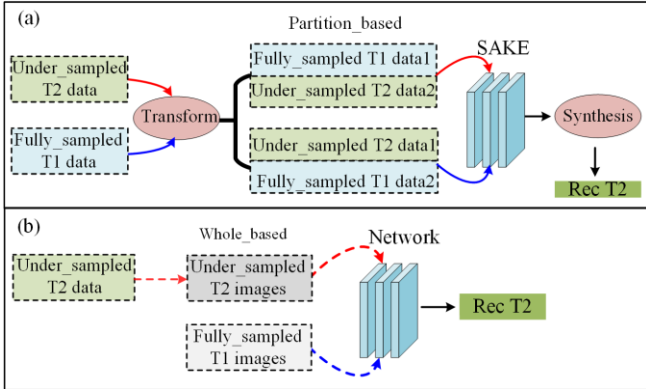 (a)
Partition_based
SAKE
Under_sampled
T2 data
Fully_sampled
T1 data
Transform
Fully_sampled T1 data1
Under_sampled T2 data2
Under_sampled T2 data1
Fully_sampled T1 data2
Synthesis
Rec T2
(b)
Whole_based
Network
Under_sampled
T2 data
Under_sampled
T2 images
Fully_sampled
T1 images
Rec T2